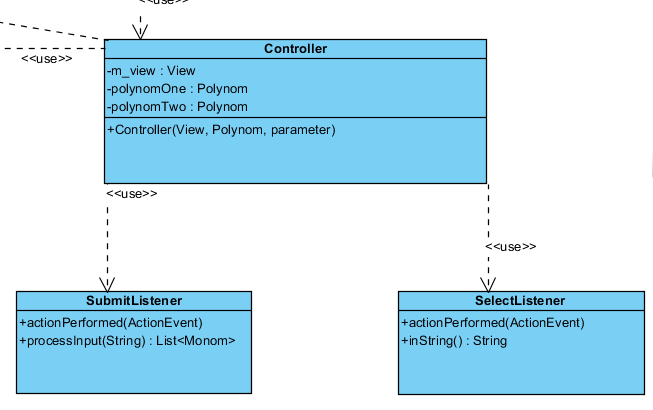 <<use>>
<<use>>
Controller
-m_view : View
-polynomOne : Polynom
-polynomTwo : Polynom
+Controller(View, Polynom, parameter)
<<use>>
<<use>>
SubmitListener
+actionPerformed(ActionEvent)
+processInput(String) : List<Monom>
SelectListener
+actionPerformed(ActionEvent)
+inString() : String